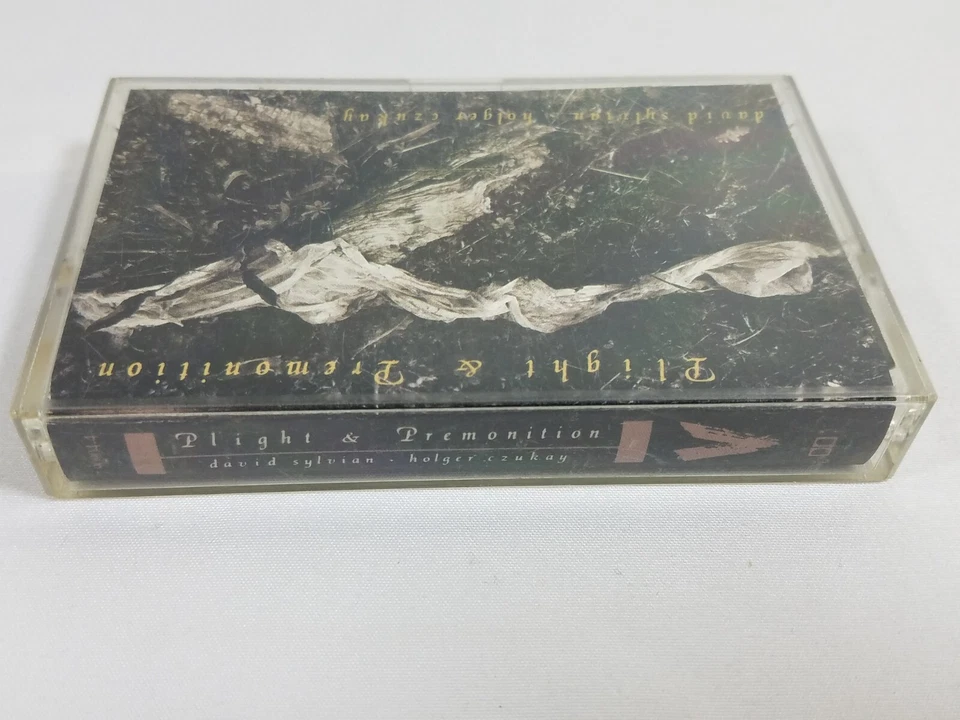 david sylvian - holger czukay
Plight & Premonition
Plight & Premonition
david sylvian · holger czukay